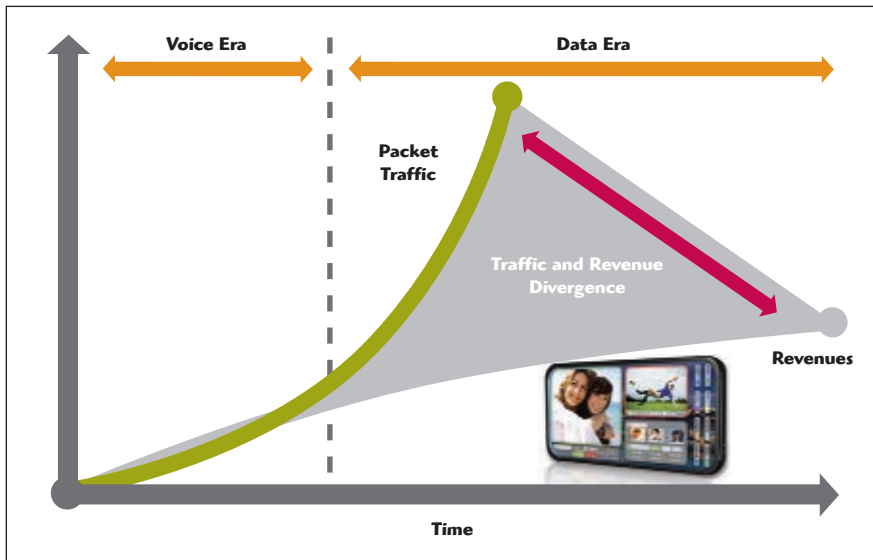 Voice Era
Data Era
Packet
Traffic
Traffic and Revenue
Divergence
Revenues
Time